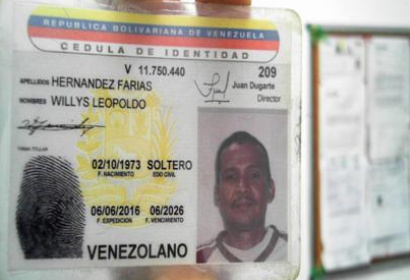 REPUBLICA BOLIVARIANA DE VENEZUELA
CEDULA DE IDENTIDAD
V 11.750.440
209
APELLIDOS HERNANDEZ FARIAS
Juan Dugarte
Director
NOMBRES WILLYS LEOPOLDO
FIRMA TITULAR
02/10/1973 SOLTERO
F. NACIMIENTO EDO CIVIL
06/06/2016 06/2026
F. EXPEDICION F. VENCIMIENTO
VENEZOLANO